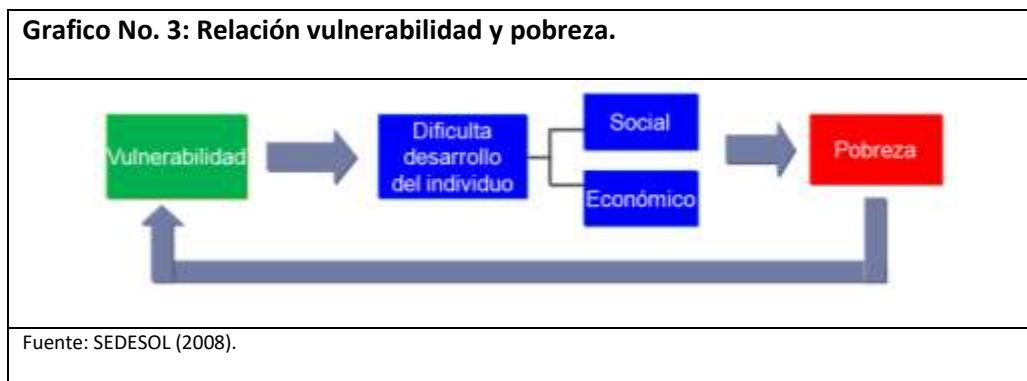 Grafico No. 3: Relación vulnerabilidad y pobreza.
Vulnerabilidad
Dificulta
desarrollo
del individuo
Social
Económico
Pobreza
Fuente: SEDESOL (2008).